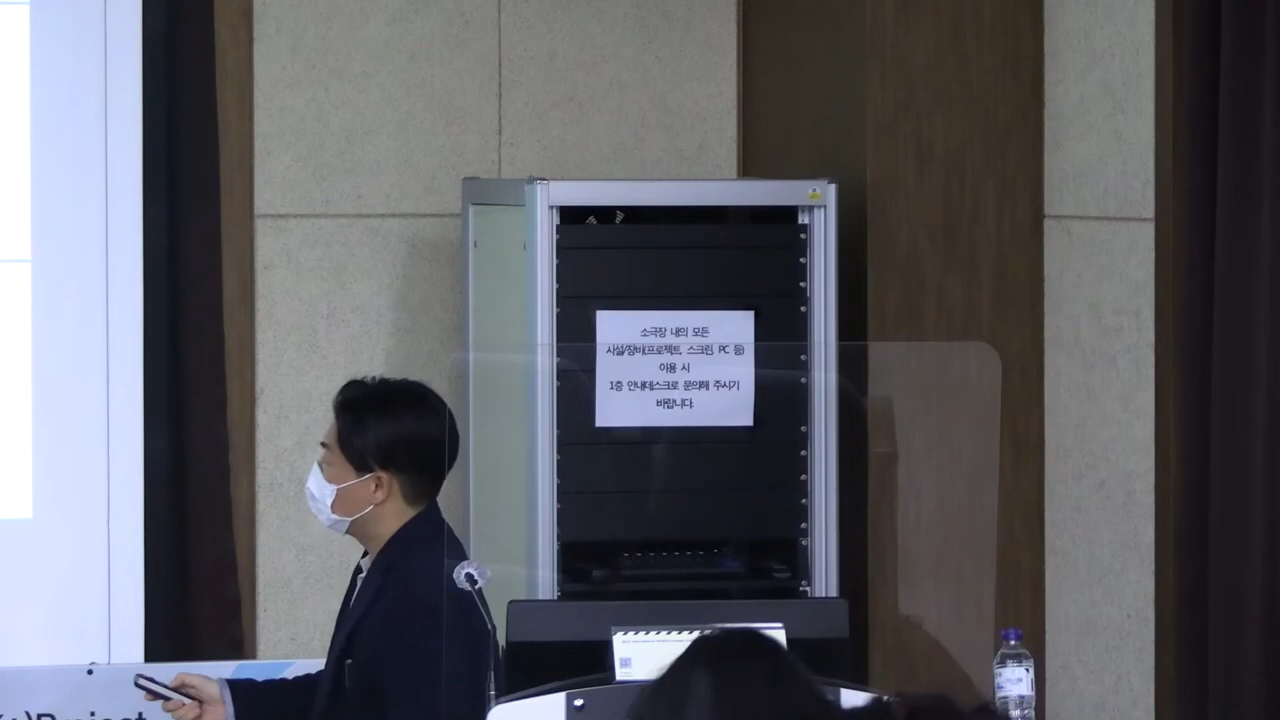 소극장 내의 모든
시설/장비(프로젝트, 스크린, PC 등)
이용 시
1층 안내데스크로 문의해 주시기
바랍니다.
)Project